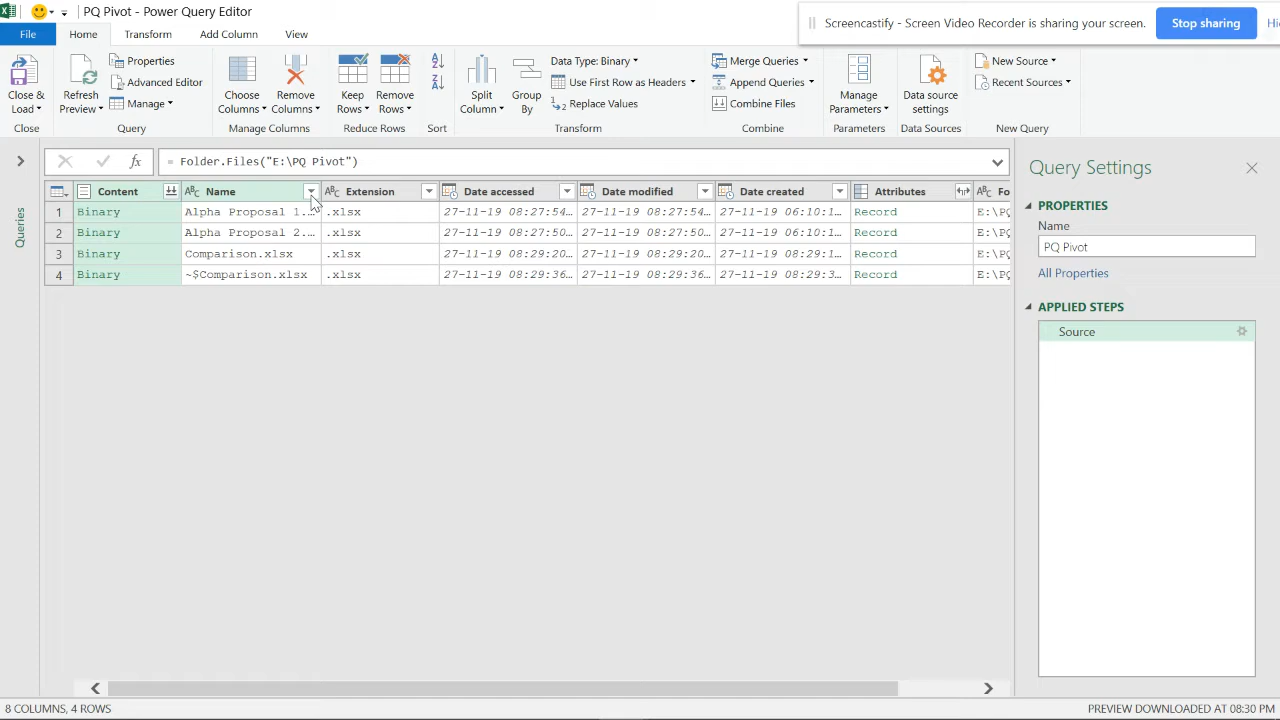 PQ Pivot - Power Query Editor
Screencastify - Screen Video Recorder is sharing your screen.
Stop sharing
File
Home
Transform
Add Column
View
Close & Load
Refresh Preview
Properties
Advanced Editor
Manage
Choose Columns
Remove Columns
Keep Rows
Remove Rows
Split Column
Group By
Data Type: Binary
Use First Row as Headers
Replace Values
Merge Queries
Append Queries
Combine Files
Manage Parameters
Data source settings
New Source
Recent Sources
Close
Query
Manage Columns
Reduce Rows
Sort
Transform
Combine
Parameters
Data Sources
New Query
Queries
fx = Folder.Files("E:\PQ Pivot")
Content Name Extension Date accessed Date modified Date created Attributes Fo
1 Binary Alpha Proposal 1.... .xlsx 27-11-19 08:27:54... 27-11-19 08:27:54... 27-11-19 06:10:1... Record E:\PQ
2 Binary Alpha Proposal 2.... .xlsx 27-11-19 08:27:50... 27-11-19 08:27:50... 27-11-19 06:10:1... Record E:\PQ
3 Binary Comparison.xlsx .xlsx 27-11-19 08:29:20... 27-11-19 08:29:20... 27-11-19 08:29:1... Record E:\PQ
4 Binary ~$Comparison.xlsx .xlsx 27-11-19 08:29:36... 27-11-19 08:29:36... 27-11-19 08:29:3... Record E:\PQ
Query Settings
PROPERTIES
Name
PQ Pivot
All Properties
APPLIED STEPS
Source
8 COLUMNS, 4 ROWS
PREVIEW DOWNLOADED AT 08:30 PM